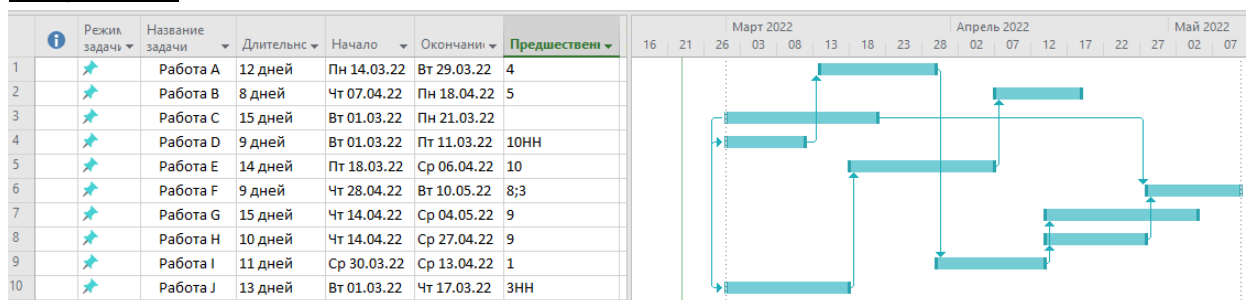 Март 2022 Апрель 2022 Май 2022
Режим задачи Название задачи Длительнс Начало Окончани Предшественн 16 21 26 03 08 13 18 23 28 02 07 12 17 22 27 02 07
1 Работа A 12 дней Пн 14.03.22 Вт 29.03.22 4
2 Работа B 8 дней Чт 07.04.22 Пн 18.04.22 5
3 Работа C 15 дней Вт 01.03.22 Пн 21.03.22
4 Работа D 9 дней Вт 01.03.22 Пт 11.03.22 10НН
5 Работа E 14 дней Пт 18.03.22 Ср 06.04.22 10
6 Работа F 9 дней Чт 28.04.22 Вт 10.05.22 8;3
7 Работа G 15 дней Чт 14.04.22 Ср 04.05.22 9
8 Работа H 10 дней Чт 14.04.22 Ср 27.04.22 9
9 Работа I 11 дней Ср 30.03.22 Ср 13.04.22 1
10 Работа J 13 дней Вт 01.03.22 Чт 17.03.22 3НН